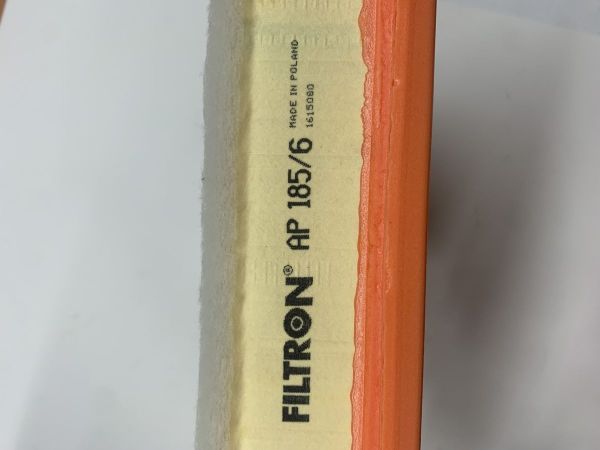 FILTRON® AP 185/6
MADE IN POLAND
1615080